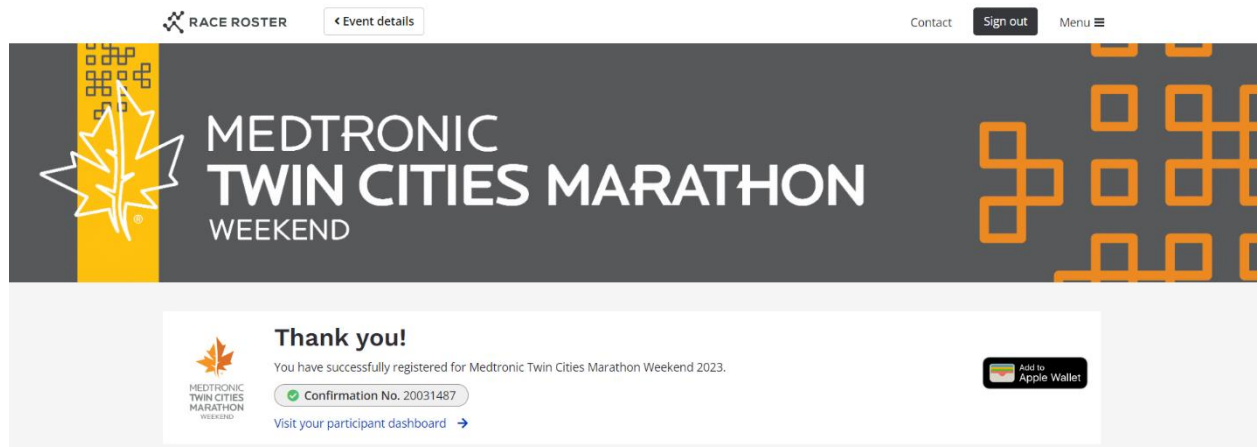 RACE ROSTER
Event details
Contact
Sign out
Menu
MEDTRONIC
TWIN CITIES MARATHON
WEEKEND
®
MEDTRONIC
TWIN CITIES
MARATHON
WEEKEND
Thank you!
You have successfully registered for Medtronic Twin Cities Marathon Weekend 2023.
Confirmation No. 20031487
Visit your participant dashboard
Add to
Apple Wallet